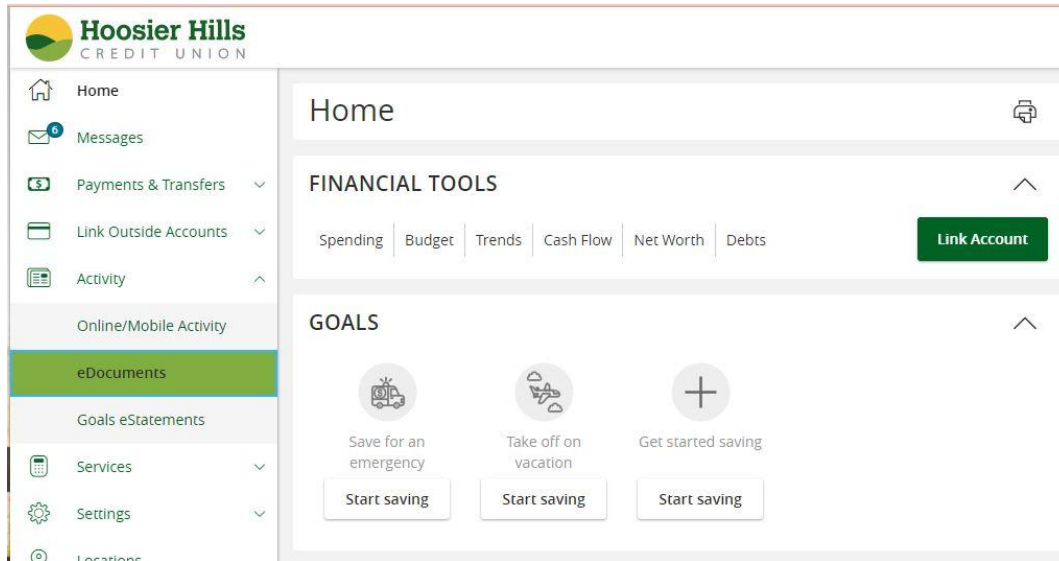 Hoosier Hills
CREDIT UNION
Home
6
Messages
Payments & Transfers
Link Outside Accounts
Activity
Online/Mobile Activity
eDocuments
Goals eStatements
Services
Settings
Locations
Home
FINANCIAL TOOLS
Spending Budget Trends Cash Flow Net Worth Debts
Link Account
GOALS
Save for an
emergency
Start saving
Take off on
vacation
Start saving
Get started saving
Start saving